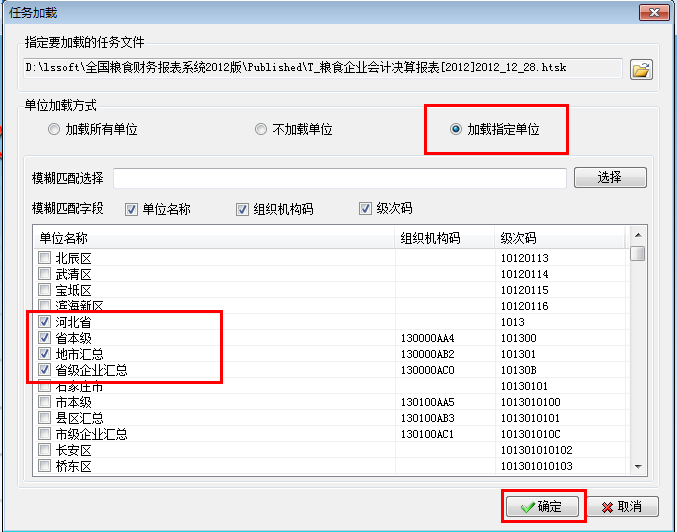 任务加载
指定要加载的任务文件
D:\lssoft\全国粮食财务报表系统2012版\Published\T_粮食企业会计决算报表[2012]2012_12_28.htsk
单位加载方式
加载所有单位 不加载单位 加载指定单位
模糊匹配选择 选择
模糊匹配字段 单位名称 组织机构码 级次码
单位名称 组织机构码 级次码
北辰区 10120113
武清区 10120114
宝坻区 10120115
滨海新区 10120116
河北省 1013
省本级 130000AA4 101300
地市汇总 130000AB2 101301
省级企业汇总 130000AC0 10130B
石家庄市 10130101
市本级 130100AA5 1013010100
县区汇总 130100AB3 1013010101
市级企业汇总 130100AC1 101301010C
长安区 101301010102
桥东区 101301010103
确定 取消